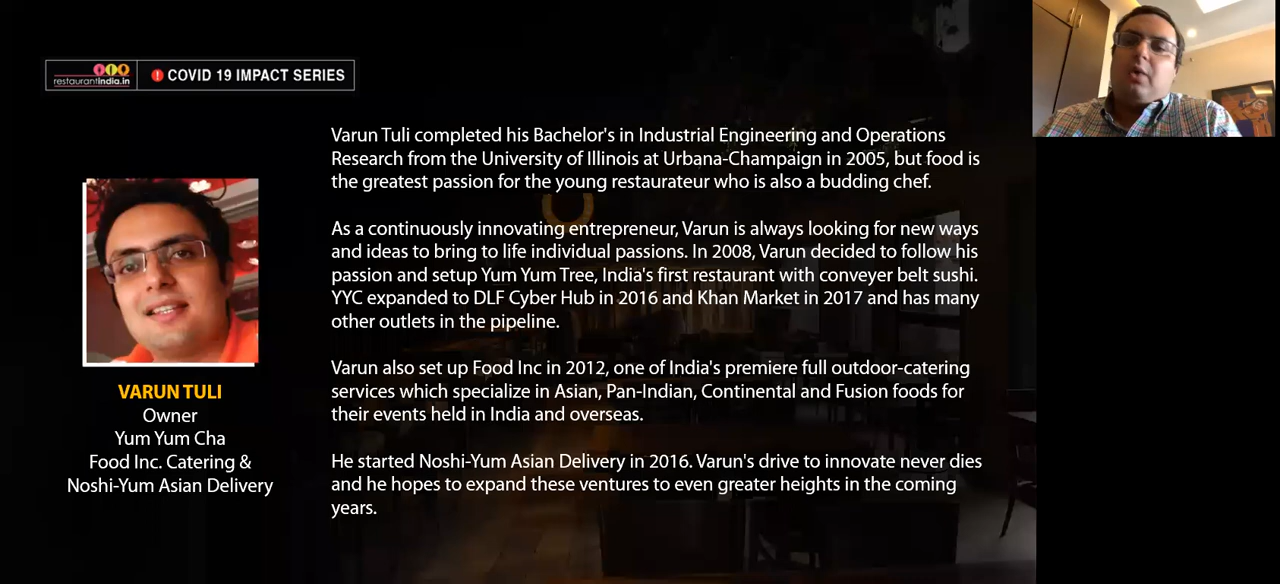 restaurantindia.in
COVID 19 IMPACT SERIES
Varun Tuli completed his Bachelor's in Industrial Engineering and Operations
Research from the University of Illinois at Urbana-Champaign in 2005, but food is
the greatest passion for the young restaurateur who is also a budding chef.
As a continuously innovating entrepreneur, Varun is always looking for new ways
and ideas to bring to life individual passions. In 2008, Varun decided to follow his
passion and setup Yum Yum Tree, India's first restaurant with conveyer belt sushi.
YYC expanded to DLF Cyber Hub in 2016 and Khan Market in 2017 and has many
other outlets in the pipeline.
Varun also set up Food Inc in 2012, one of India's premiere full outdoor-catering
services which specialize in Asian, Pan-Indian, Continental and Fusion foods for
their events held in India and overseas.
He started Noshi-Yum Asian Delivery in 2016. Varun's drive to innovate never dies
and he hopes to expand these ventures to even greater heights in the coming
years.
VARUN TULI
Owner
Yum Yum Cha
Food Inc. Catering &
Noshi-Yum Asian Delivery